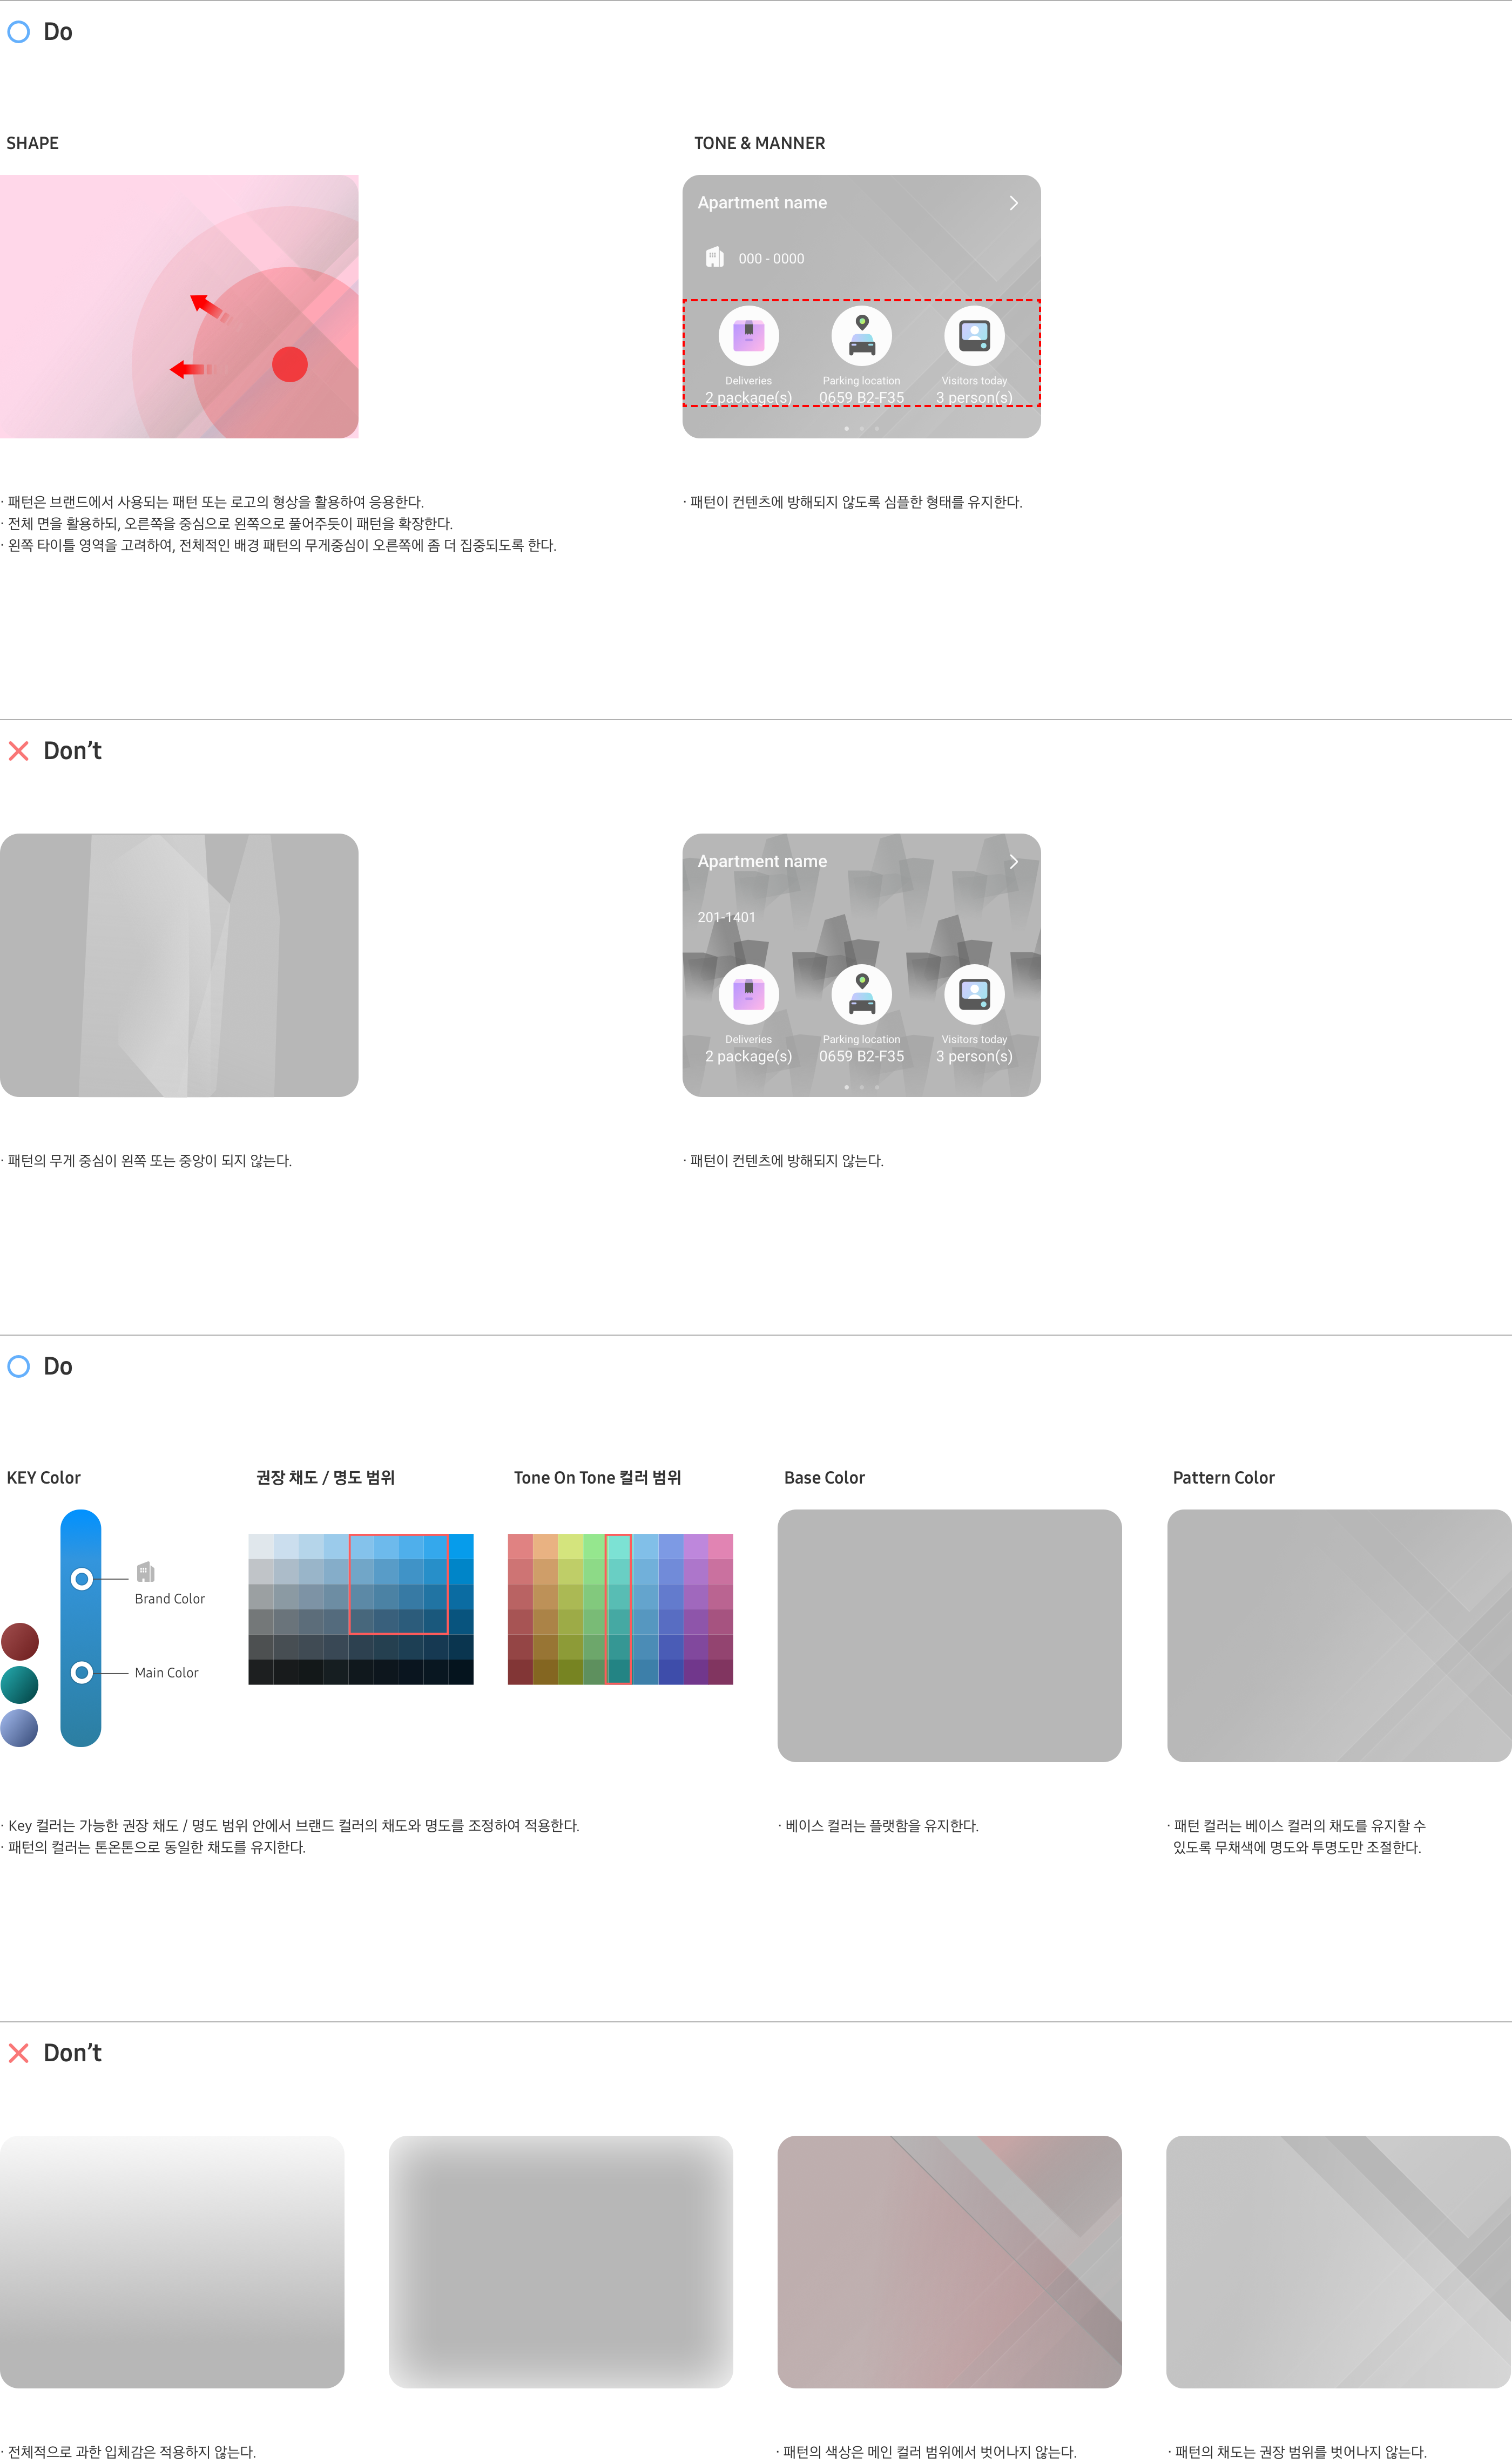 Do
SHAPE
TONE & MANNER
Apartment name
000 - 0000
Deliveries
Parking location
Visitors today
2 package(s)
0659 B2-F35
3 person(s)
· 패턴은 브랜드에서 사용되는 패턴 또는 로고의 형상을 활용하여 응용한다.
· 전체 면을 활용하되, 오른쪽을 중심으로 왼쪽으로 풀어주듯이 패턴을 확장한다.
· 왼쪽 타이틀 영역을 고려하여, 전체적인 배경 패턴의 무게중심이 오른쪽에 좀 더 집중되도록 한다.
· 패턴이 컨텐츠에 방해되지 않도록 심플한 형태를 유지한다.
Don’t
Apartment name
201-1401
Deliveries
Parking location
Visitors today
2 package(s)
0659 B2-F35
3 person(s)
· 패턴의 무게 중심이 왼쪽 또는 중앙이 되지 않는다.
· 패턴이 컨텐츠에 방해되지 않는다.
Do
KEY Color
권장 채도 / 명도 범위
Tone On Tone 컬러 범위
Base Color
Pattern Color
Brand Color
Main Color
· Key 컬러는 가능한 권장 채도 / 명도 범위 안에서 브랜드 컬러의 채도와 명도를 조정하여 적용한다.
· 패턴의 컬러는 톤온톤으로 동일한 채도를 유지한다.
· 베이스 컬러는 플랫함을 유지한다.
· 패턴 컬러는 베이스 컬러의 채도를 유지할 수
있도록 무채색에 명도와 투명도만 조절한다.
Don’t
· 전체적으로 과한 입체감은 적용하지 않는다.
· 패턴의 색상은 메인 컬러 범위에서 벗어나지 않는다.
· 패턴의 채도는 권장 범위를 벗어나지 않는다.